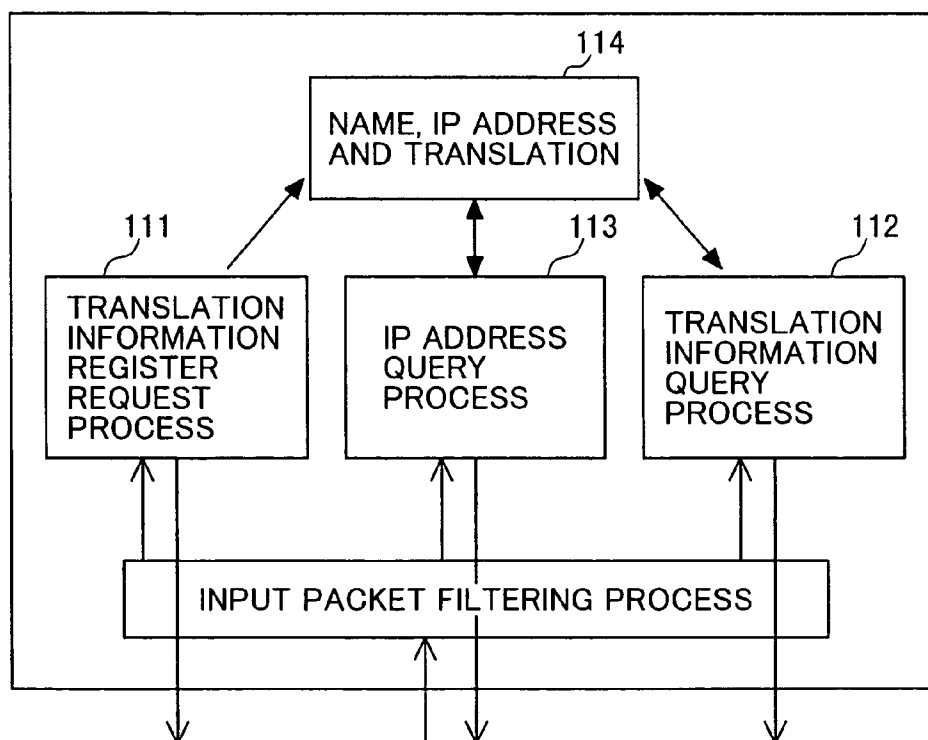 114
NAME, IP ADDRESS
AND TRANSLATION
111
TRANSLATION
INFORMATION
REGISTER
REQUEST
PROCESS
113
IP ADDRESS
QUERY
PROCESS
112
TRANSLATION
INFORMATION
QUERY
PROCESS
INPUT PACKET FILTERING PROCESS